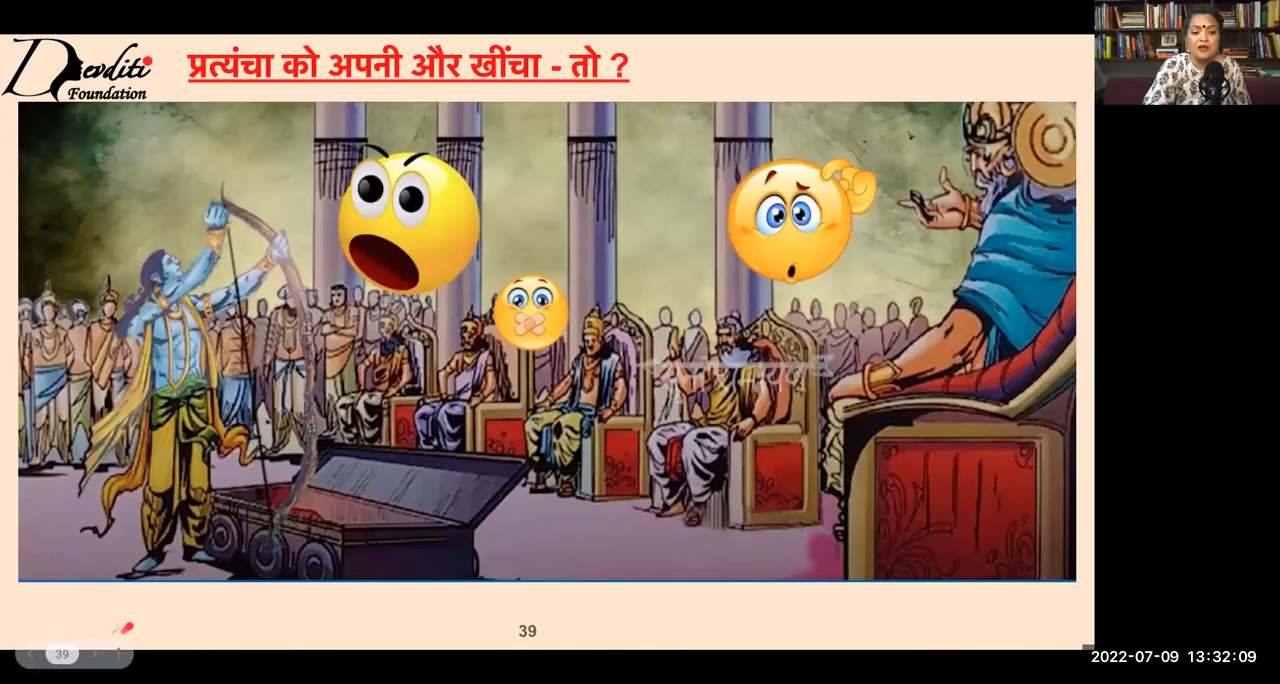 Devditi
Foundation
प्रत्यंचा को अपनी और खींचा - तो ?
39
39
2022-07-09 13:32:09